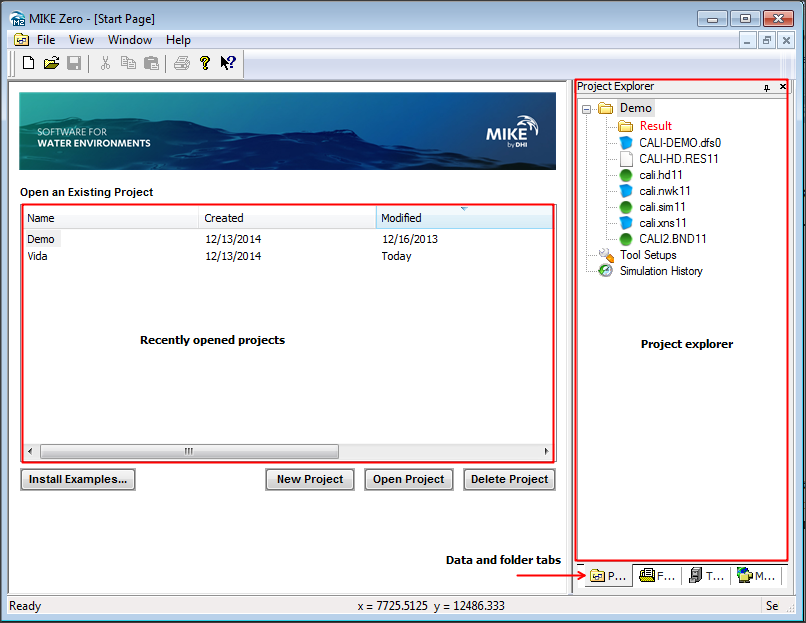 MIKE Zero - [Start Page]
File View Window Help
SOFTWARE FOR
WATER ENVIRONMENTS
MIKE
by DHI
Open an Existing Project
Name Created Modified
Demo 12/13/2014 12/16/2013
Vida 12/13/2014 Today
Recently opened projects
Install Examples... New Project Open Project Delete Project
Project Explorer
Demo
Result
CALI-DEMO.dfs0
CALI-HD.RES11
cali.hd11
cali.nwk11
cali.sim11
cali.xns11
CALI2.BND11
Tool Setups
Simulation History
Project explorer
Data and folder tabs
P... F... T... M...
Ready x = 7725.5125 y = 12486.333 Se